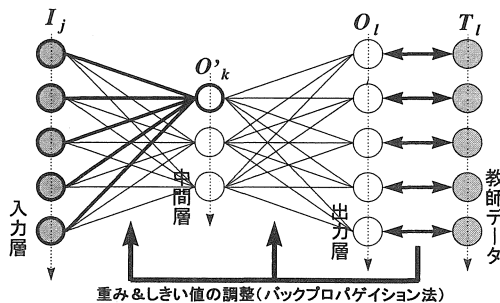 I_j
O'_k
O_l
T_l
入力層
中間層
出力層
教師データ
重み&しきい値の調整(バックプロパゲイション法)